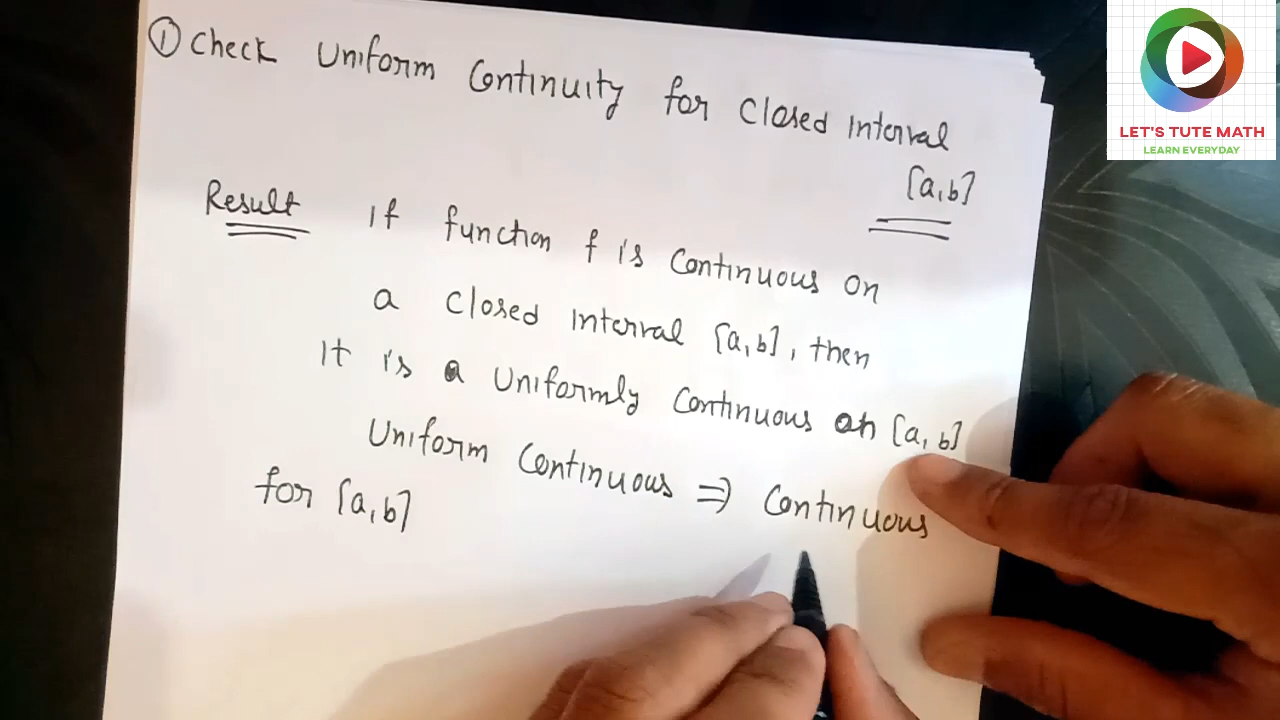 ① Check Uniform Continuity for Closed Interval
[a,b]
Result If function f is Continuous on
a closed Interval [a,b], then
It is a Uniformly Continuous on [a,b]
Uniform Continuous ⇒ Continuous
for [a,b]
LET'S TUTE MATH
LEARN EVERYDAY